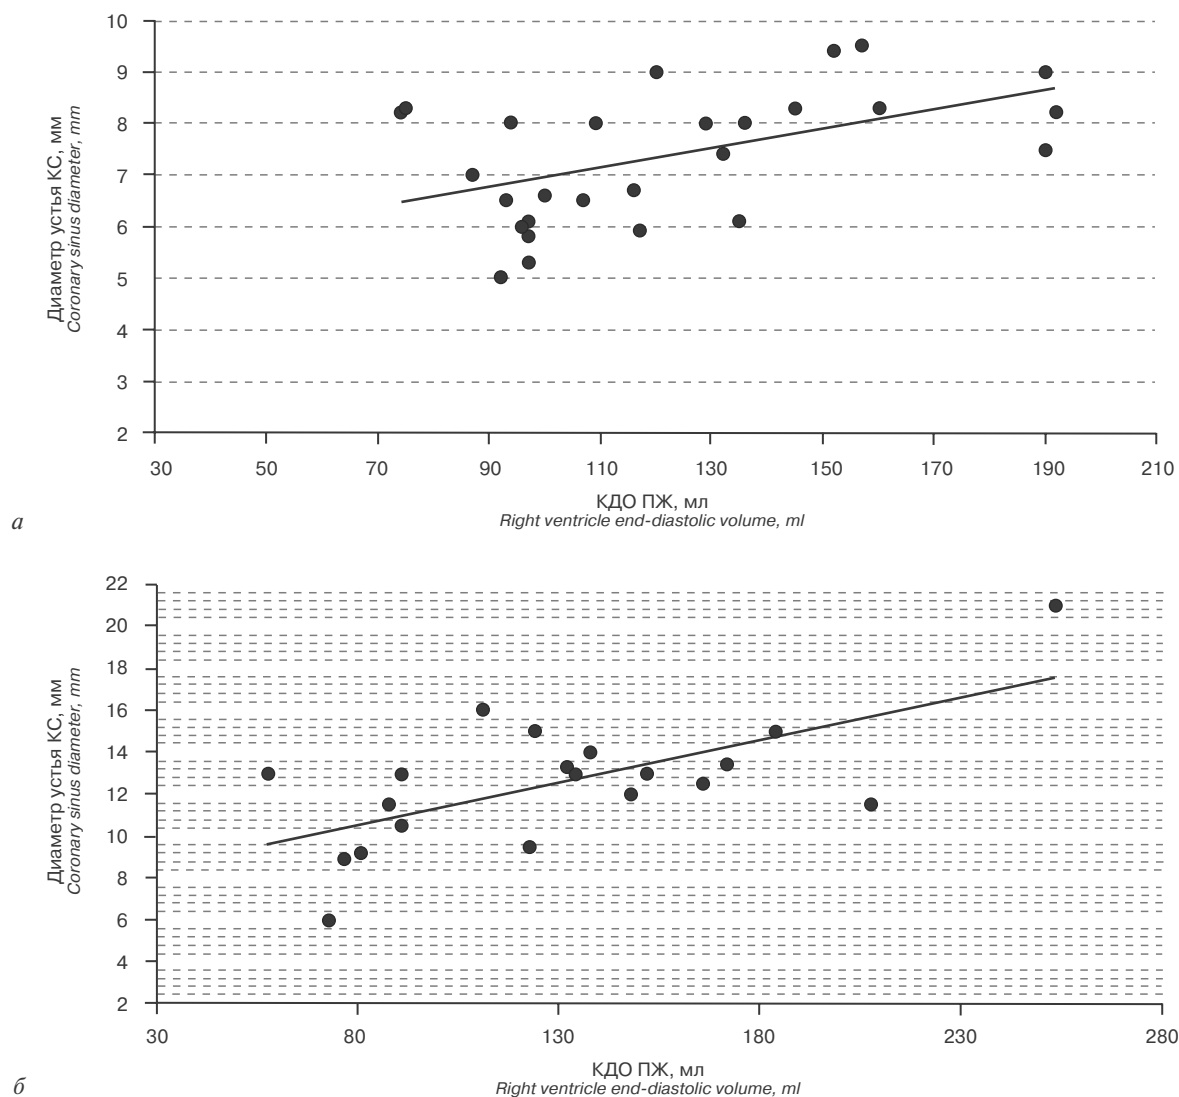 10
9
8
7
6
5
4
3
2
Диаметр устья КС, мм
Coronary sinus diameter, mm
30 50 70 90 110 130 150 170 190 210
КДО ПЖ, мл
Right ventricle end-diastolic volume, ml
а
22
20
18
16
14
12
10
8
6
4
2
Диаметр устья КС, мм
Coronary sinus diameter, mm
30 80 130 180 230 280
КДО ПЖ, мл
Right ventricle end-diastolic volume, ml
б